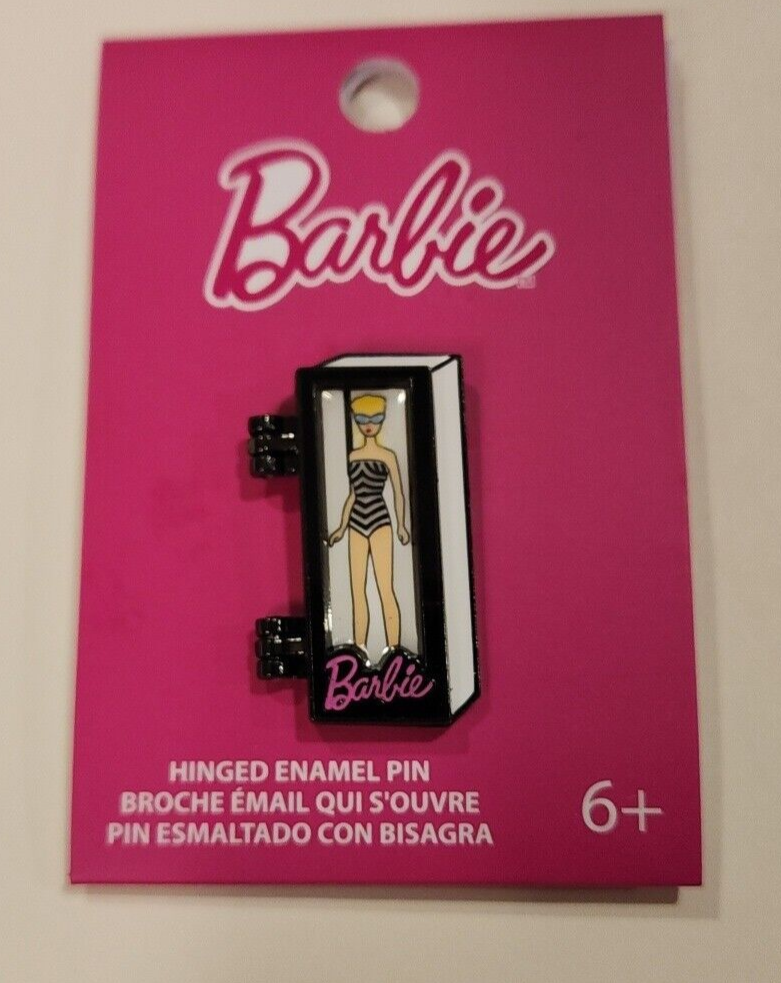 Barbie
Barbie
HINGED ENAMEL PIN
BROCHE ÉMAIL QUI S'OUVRE
PIN ESMALTADO CON BISAGRA
6+